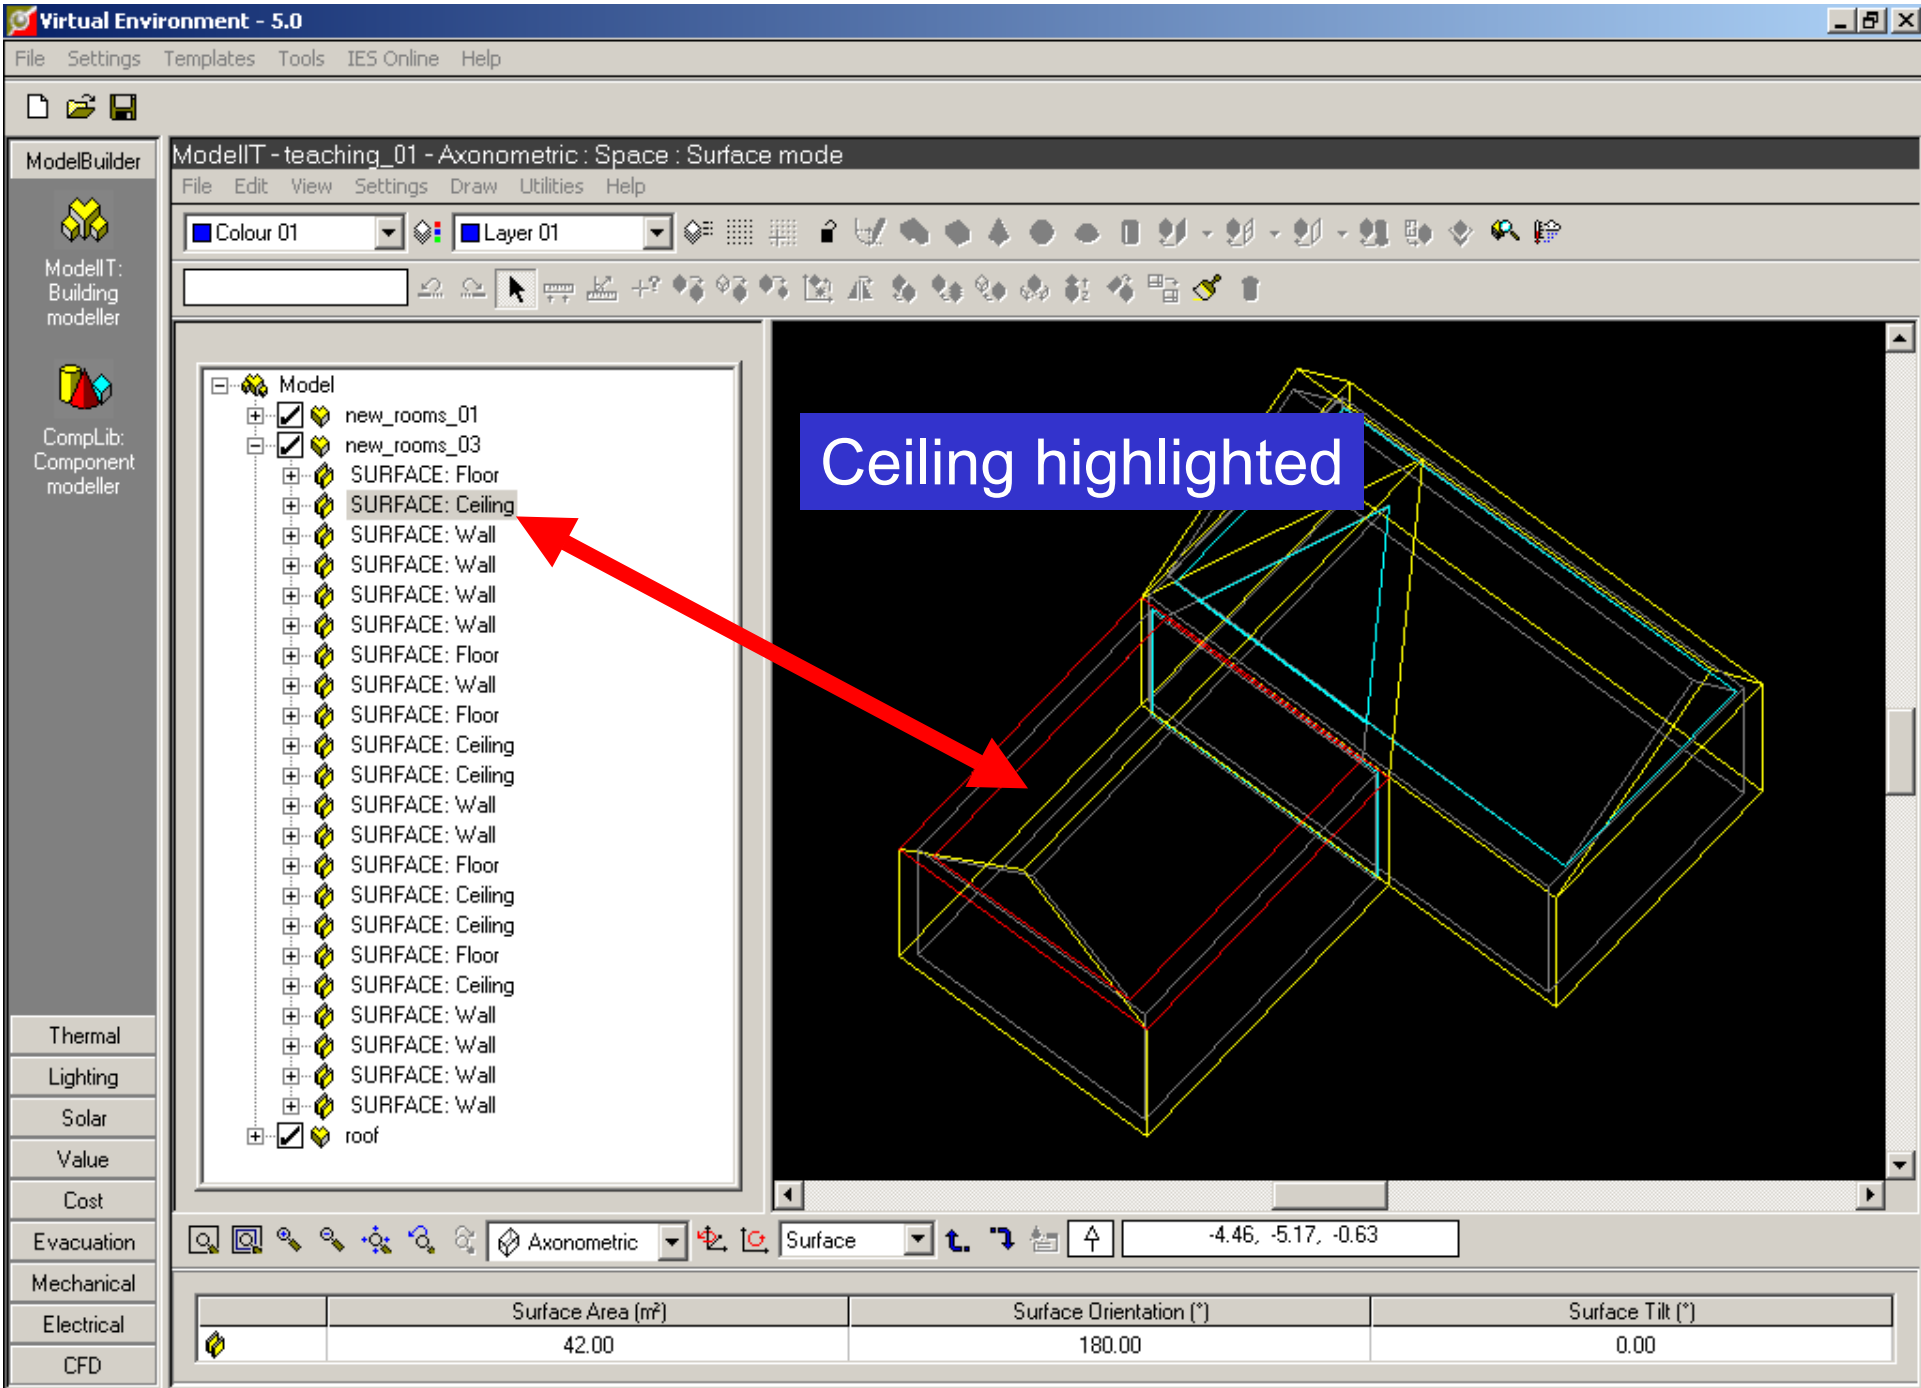 Virtual Environment - 5.0
File Settings Templates Tools IES Online Help
ModelBuilder
ModelIT - teaching_01 - Axonometric : Space : Surface mode
File Edit View Settings Draw Utilities Help
Colour 01
Layer 01
ModelIT:
Building
modeller
CompLib:
Component
modeller
Model
new_rooms_01
new_rooms_03
SURFACE: Floor
SURFACE: Ceiling
SURFACE: Wall
SURFACE: Wall
SURFACE: Wall
SURFACE: Wall
SURFACE: Floor
SURFACE: Wall
SURFACE: Floor
SURFACE: Ceiling
SURFACE: Ceiling
SURFACE: Wall
SURFACE: Wall
SURFACE: Floor
SURFACE: Ceiling
SURFACE: Ceiling
SURFACE: Floor
SURFACE: Ceiling
SURFACE: Wall
SURFACE: Wall
SURFACE: Wall
SURFACE: Wall
roof
Ceiling highlighted
Thermal
Lighting
Solar
Value
Cost
Evacuation
Mechanical
Electrical
CFD
Axonometric
Surface
-4.46, -5.17, -0.63
Surface Area (m²) Surface Orientation (°) Surface Tilt (°)
42.00 180.00 0.00